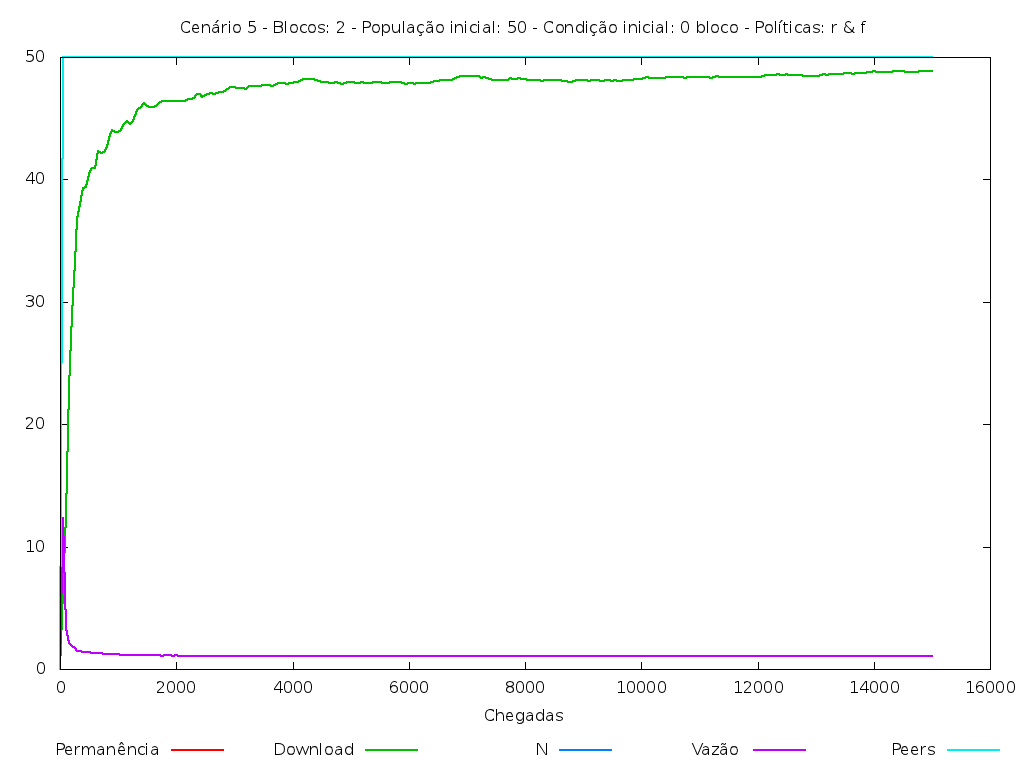 Cenário 5 - Blocos: 2 - População inicial: 50 - Condição inicial: 0 bloco - Políticas: r & f
50
40
30
20
10
0
0 2000 4000 6000 8000 10000 12000 14000 16000
Chegadas
Permanência Download N Vazão Peers